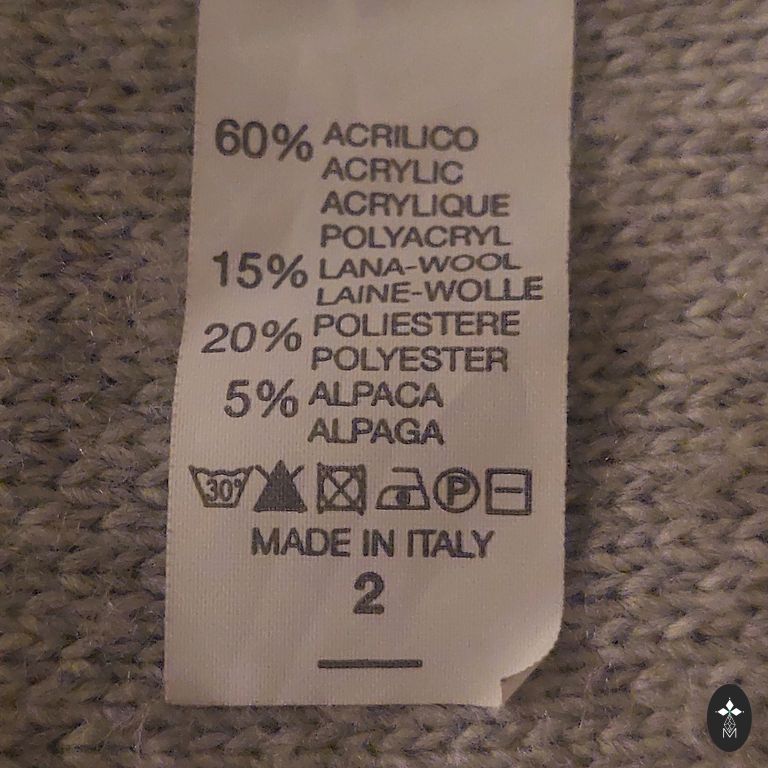 60% ACRILICO
ACRYLIC
ACRYLIQUE
POLYACRYL
15% LANA-WOOL
LAINE-WOLLE
20% POLIESTERE
POLYESTER
5% ALPACA
ALPAGA
30° P
MADE IN ITALY
2
M